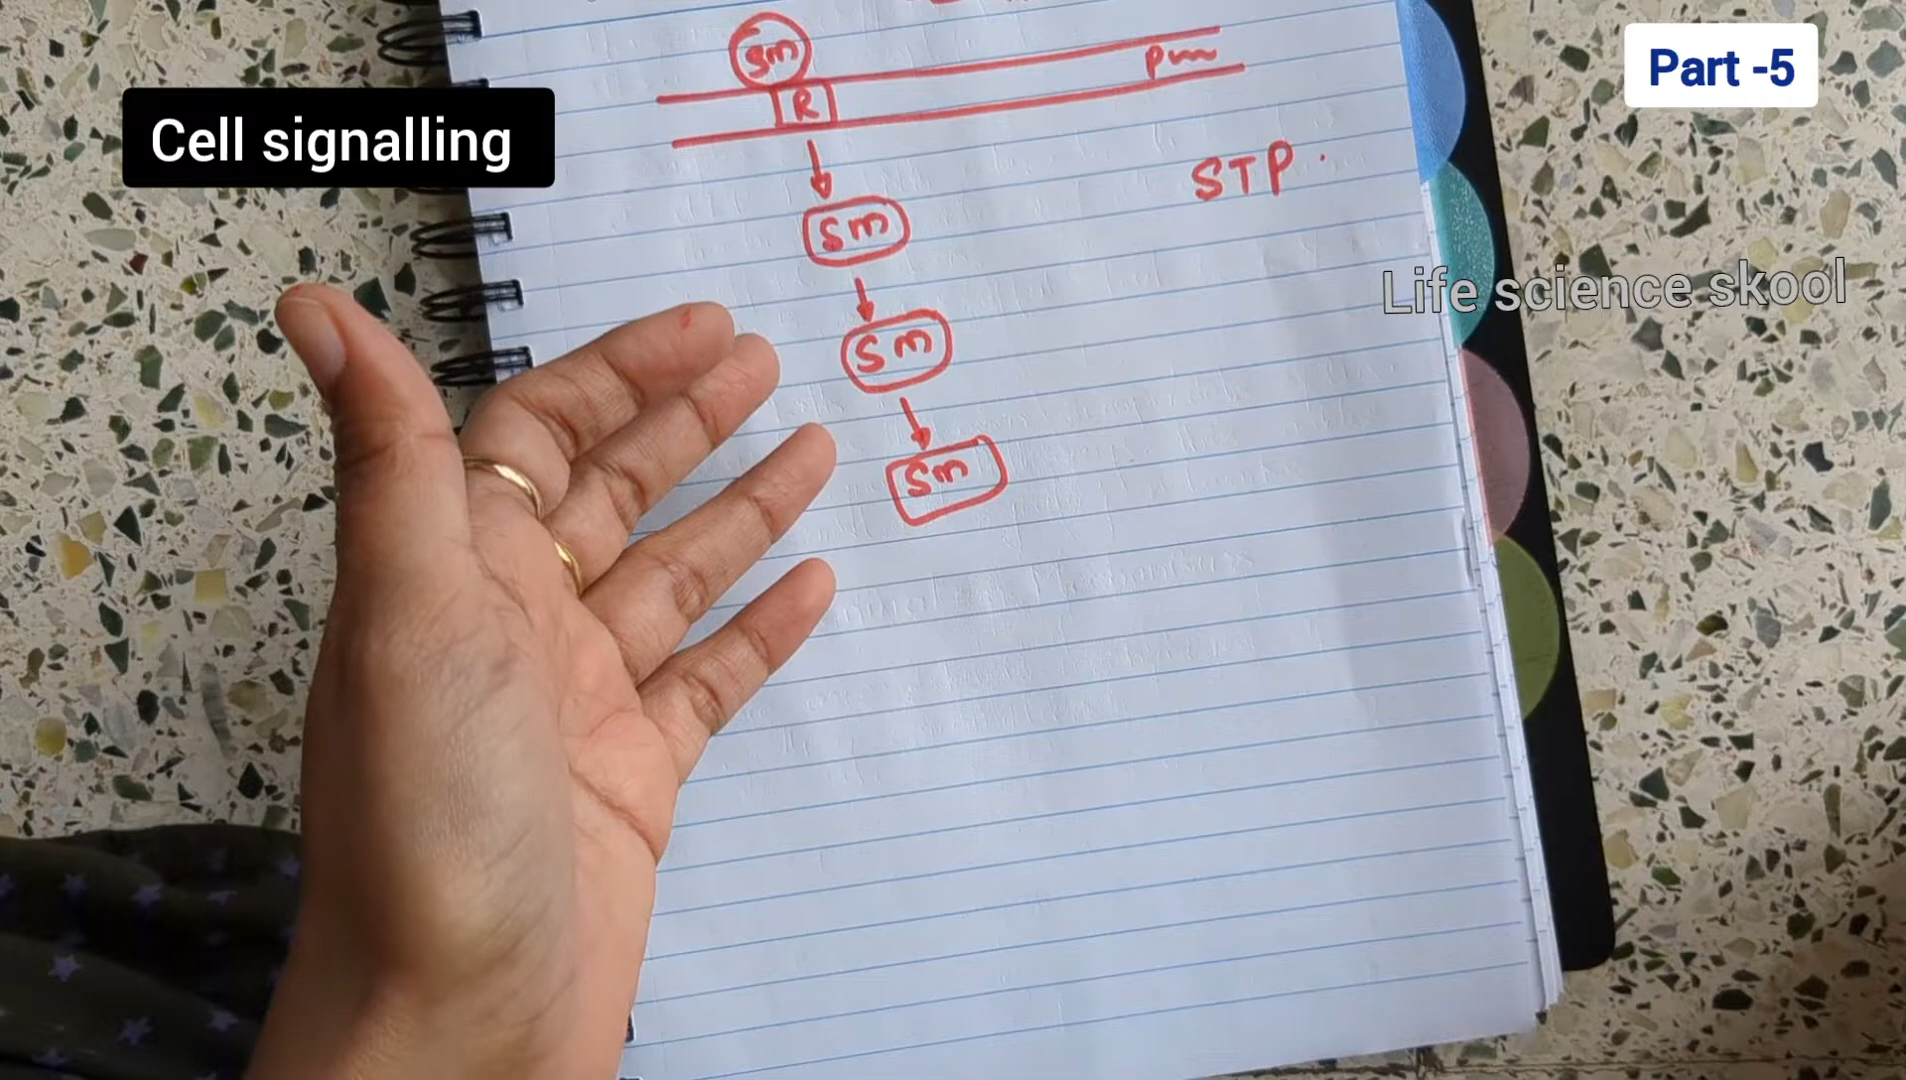 Part -5
Cell signalling
Sm
R
pm
STP.
Life science skool
Sm
Sm
Sm